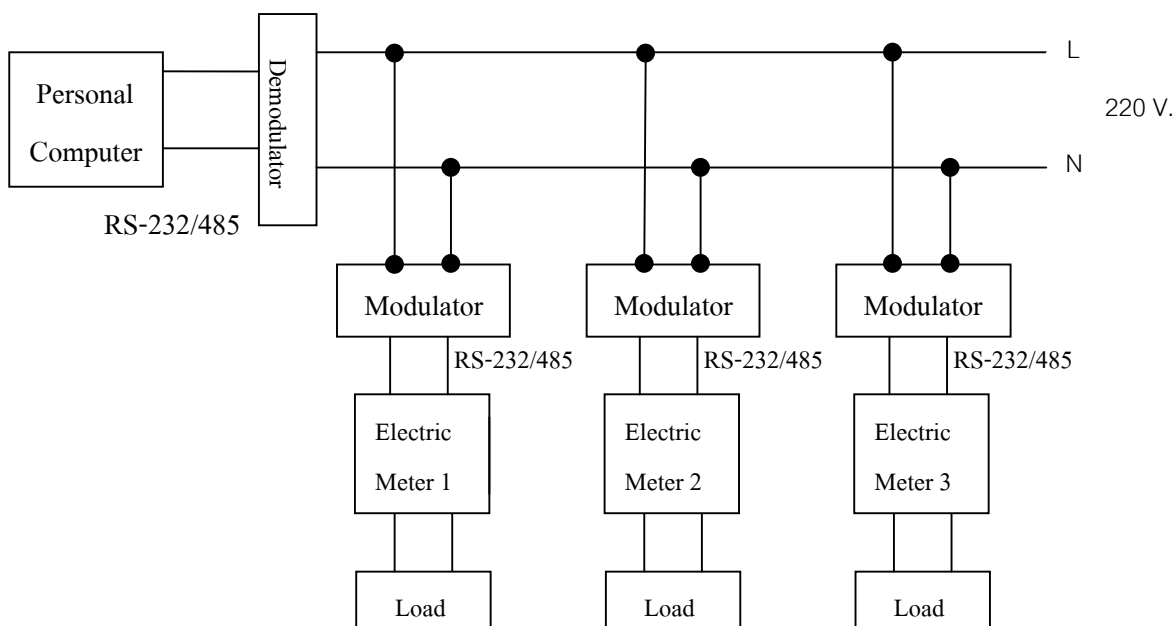 Personal
Computer
Demodulator
RS-232/485
L
220 V.
N
Modulator
Modulator
Modulator
RS-232/485
RS-232/485
RS-232/485
Electric
Meter 1
Electric
Meter 2
Electric
Meter 3
Load
Load
Load